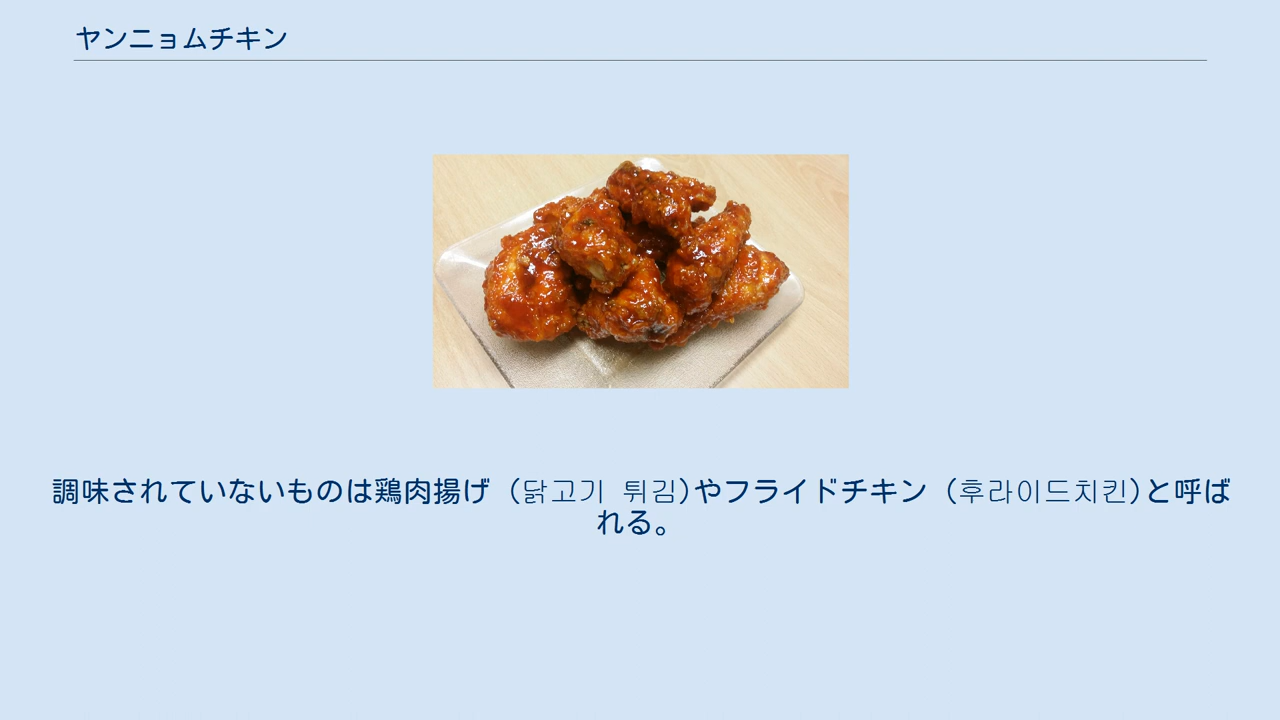 ヤンニョムチキン
調味されていないものは鶏肉揚げ (닭고기 튀김)やフライドチキン (후라이드치킨)と呼ば
れる。